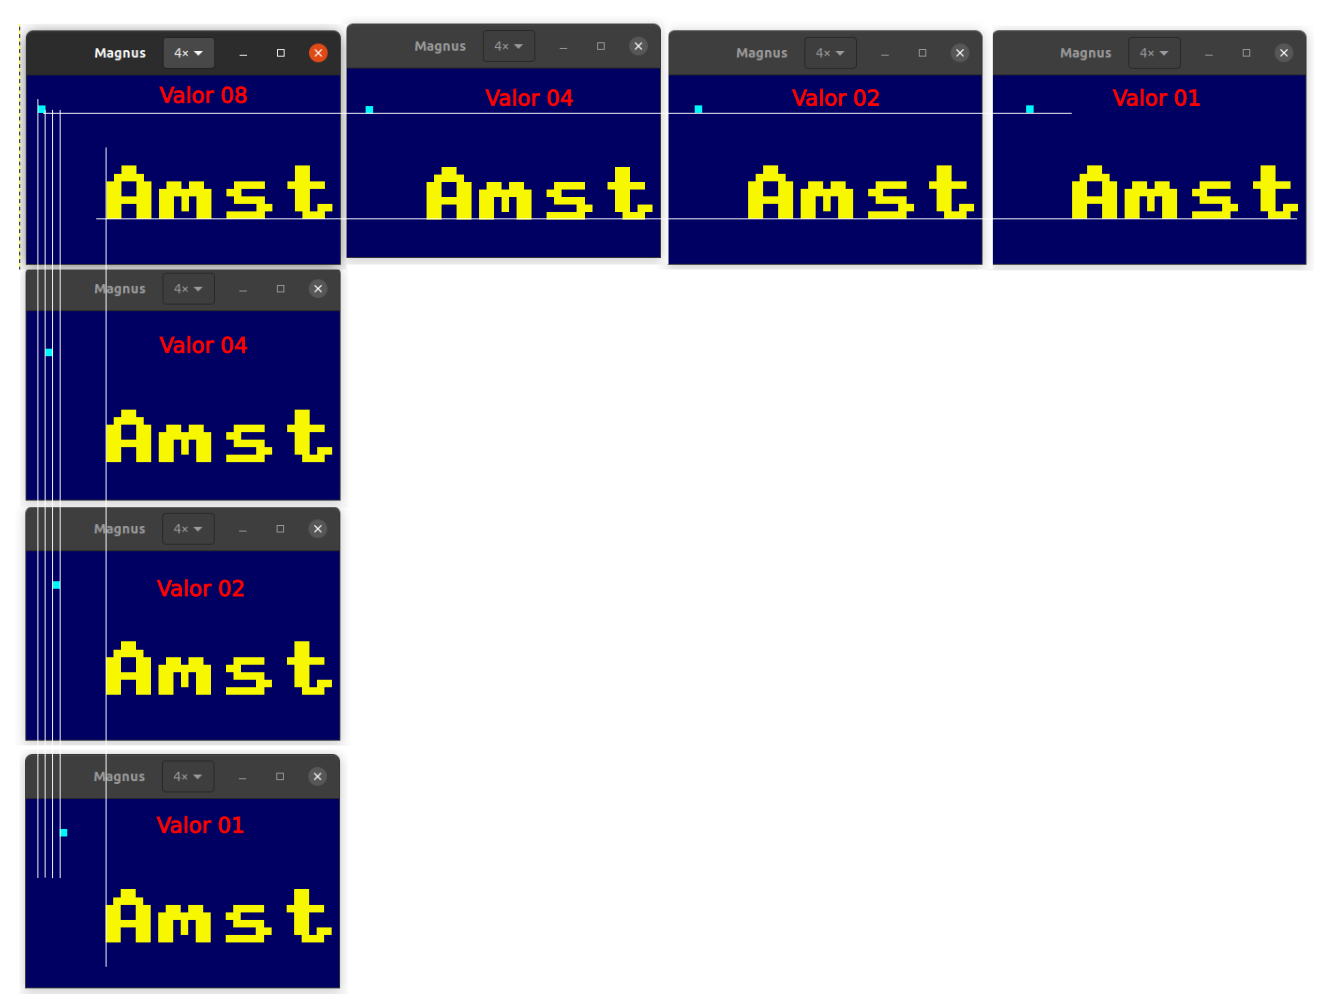 Magnus 4× Magnus 4× Magnus 4× Magnus 4×
Valor 08 Valor 04 Valor 02 Valor 01
Amst Amst Amst Amst
Magnus 4×
Valor 04
Amst
Magnus 4×
Valor 02
Amst
Magnus 4×
Valor 01
Amst